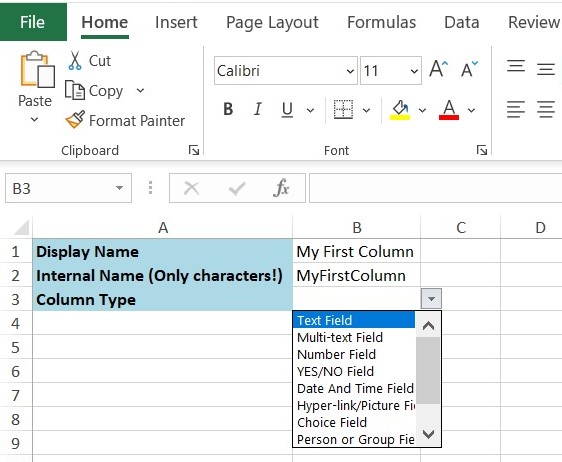 File Home Insert Page Layout Formulas Data Review
Cut
Copy
Paste
Format Painter
Clipboard
Calibri 11 A A
B I U A
Font
B3 fx
A B C D
1 Display Name My First Column
2 Internal Name (Only characters!) MyFirstColumn
3 Column Type
4 Text Field
Multi-text Field
5 Number Field
6 YES/NO Field
7 Date And Time Field
Hyper-link/Picture Fi
8 Choice Field
9 Person or Group Fie